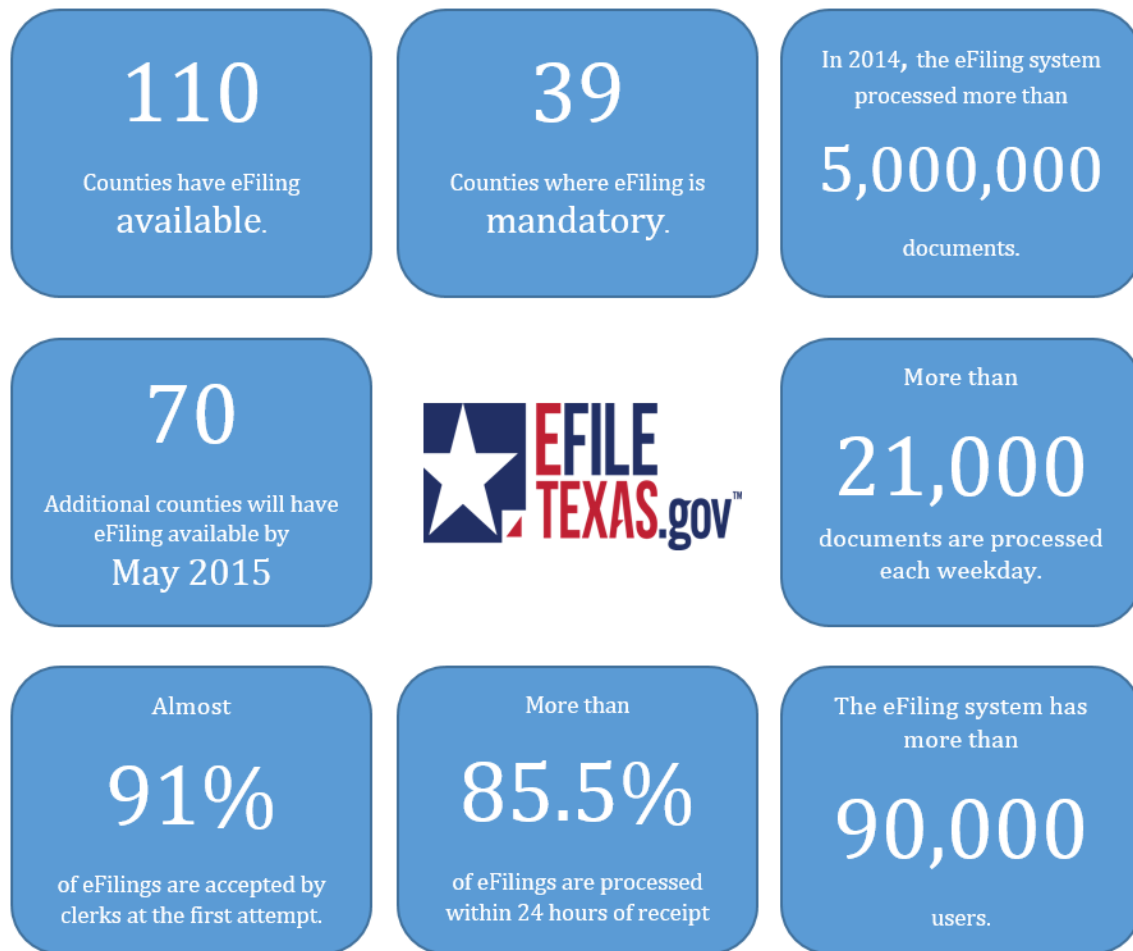 110
Counties have eFiling
available.
39
Counties where eFiling is
mandatory.
In 2014, the eFiling system
processed more than
5,000,000
documents.
70
Additional counties will have
eFiling available by
May 2015
EFILE
TEXAS.gov™
More than
21,000
documents are processed
each weekday.
Almost
91%
of eFilings are accepted by
clerks at the first attempt.
More than
85.5%
of eFilings are processed
within 24 hours of receipt
The eFiling system has
more than
90,000
users.